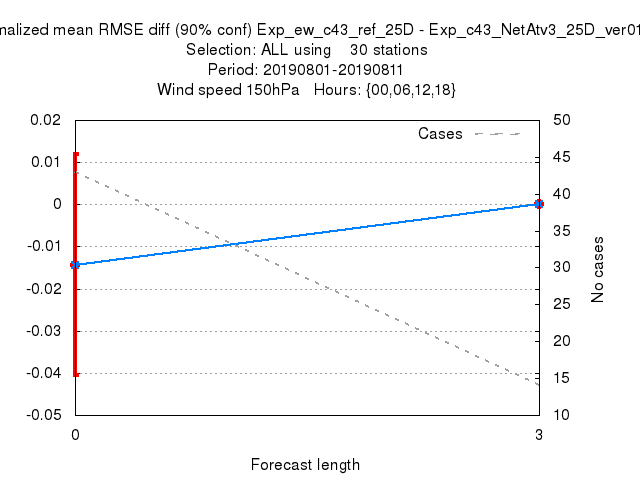 malized mean RMSE diff (90% conf) Exp_ew_c43_ref_25D - Exp_c43_NetAtv3_25D_ver01
Selection: ALL using    30 stations
Period: 20190801-20190811
Wind speed 150hPa   Hours: {00,06,12,18}
Cases
0.02
0.01
0
-0.01
-0.02
-0.03
-0.04
-0.05
50
45
40
35
30
25
20
15
10
No cases
0
3
Forecast length